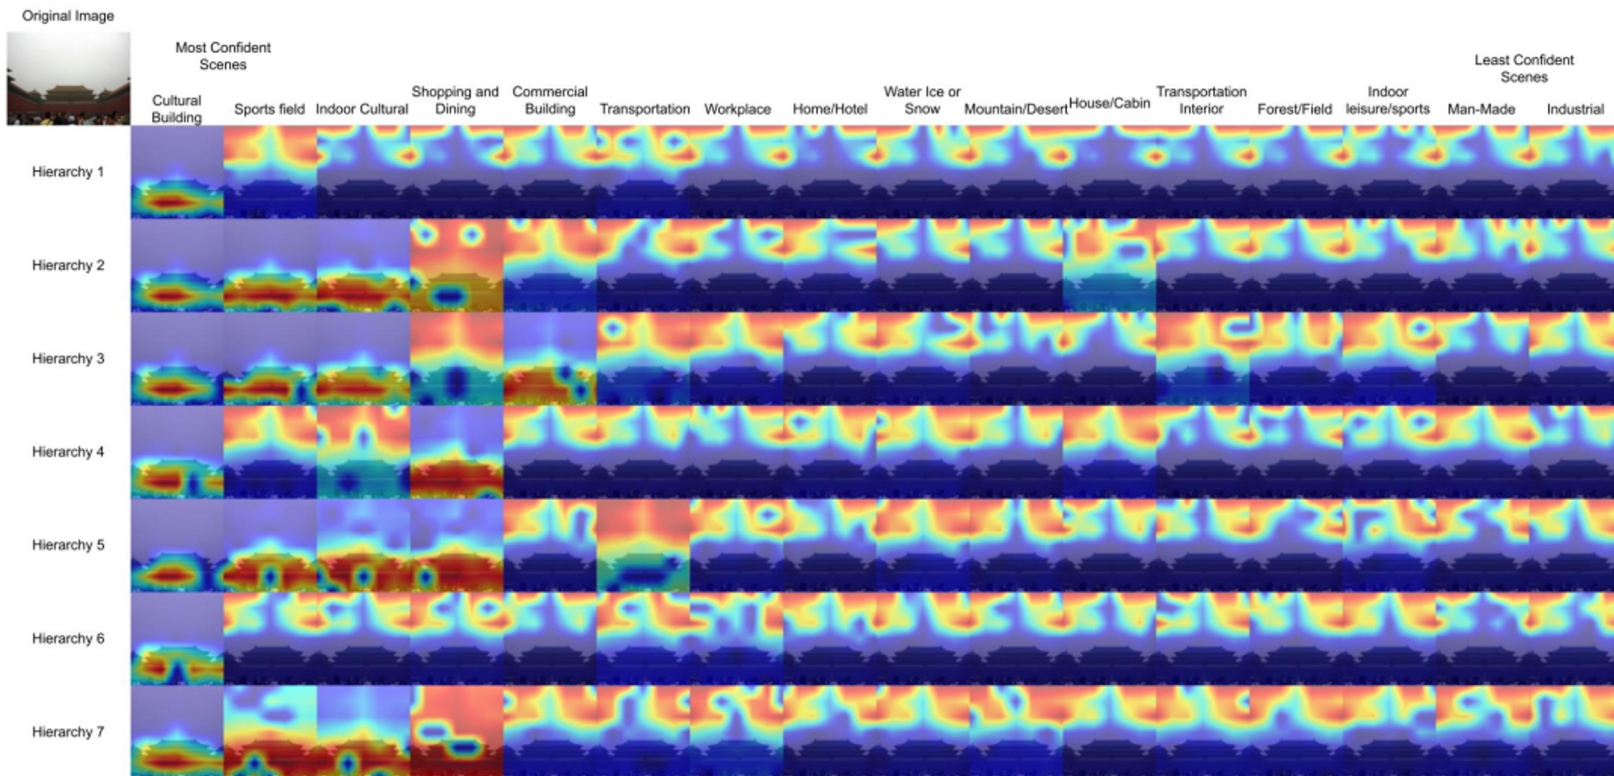 Original Image
Most Confident
Scenes
Least Confident
Scenes
Cultural
Building
Sports field
Indoor Cultural
Shopping and
Dining
Commercial
Building
Transportation
Workplace
Home/Hotel
Water Ice or
Snow
Mountain/Desert
House/Cabin
Transportation
Interior
Forest/Field
Indoor
leisure/sports
Man-Made
Industrial
Hierarchy 1
Hierarchy 2
Hierarchy 3
Hierarchy 4
Hierarchy 5
Hierarchy 6
Hierarchy 7